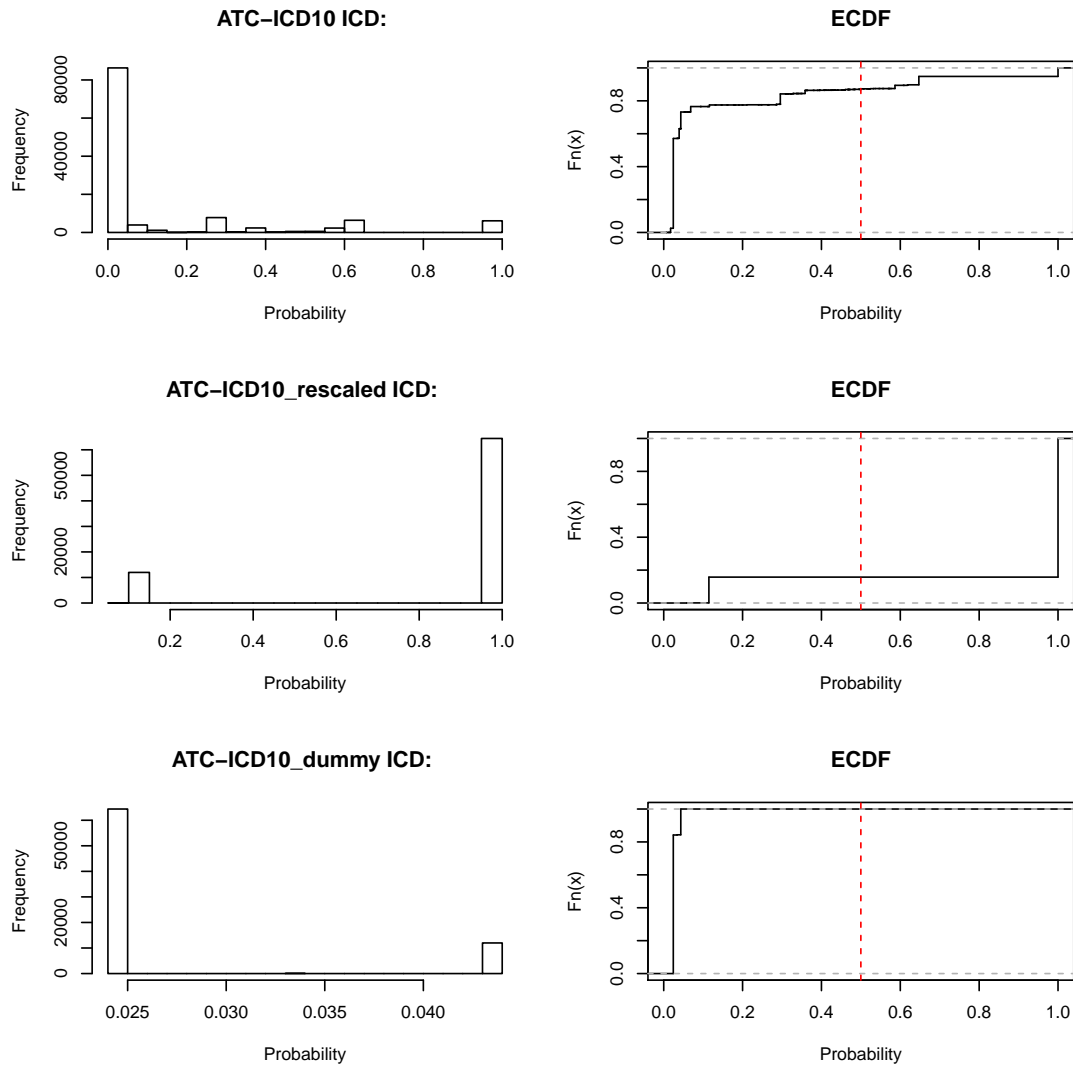 ATC−ICD10 ICD:
ECDF
Frequency
0 40000 80000
0.0 0.2 0.4 0.6 0.8 1.0
Probability
Fn(x)
0.0 0.4 0.8
0.0 0.2 0.4 0.6 0.8 1.0
Probability
ATC−ICD10_rescaled ICD:
ECDF
Frequency
0 20000 50000
0.2 0.4 0.6 0.8 1.0
Probability
Fn(x)
0.0 0.4 0.8
0.0 0.2 0.4 0.6 0.8 1.0
Probability
ATC−ICD10_dummy ICD:
ECDF
Frequency
0 20000 50000
0.025 0.030 0.035 0.040
Probability
Fn(x)
0.0 0.4 0.8
0.0 0.2 0.4 0.6 0.8 1.0
Probability